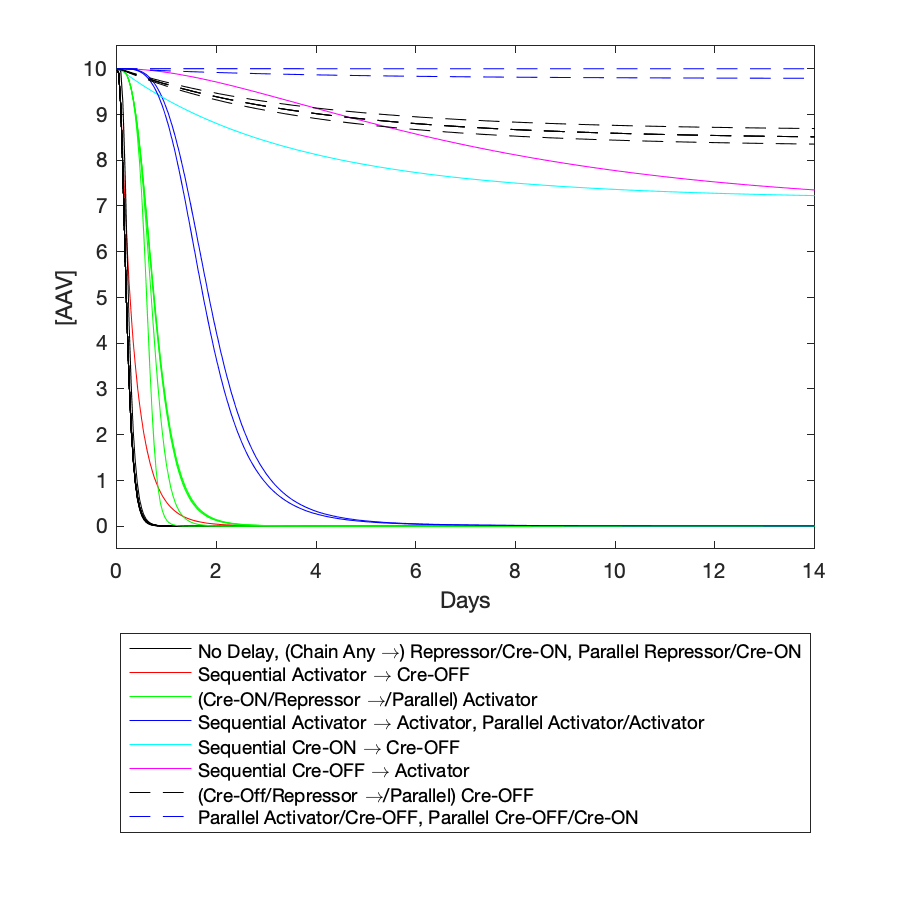 10
9
8
7
6
5
4
3
2
1
0
[AAV]
0 2 4 6 8 10 12 14
Days
No Delay, (Chain Any →) Repressor/Cre-ON, Parallel Repressor/Cre-ON
Sequential Activator → Cre-OFF
(Cre-ON/Repressor →/Parallel) Activator
Sequential Activator → Activator, Parallel Activator/Activator
Sequential Cre-ON → Cre-OFF
Sequential Cre-OFF → Activator
(Cre-Off/Repressor →/Parallel) Cre-OFF
Parallel Activator/Cre-OFF, Parallel Cre-OFF/Cre-ON